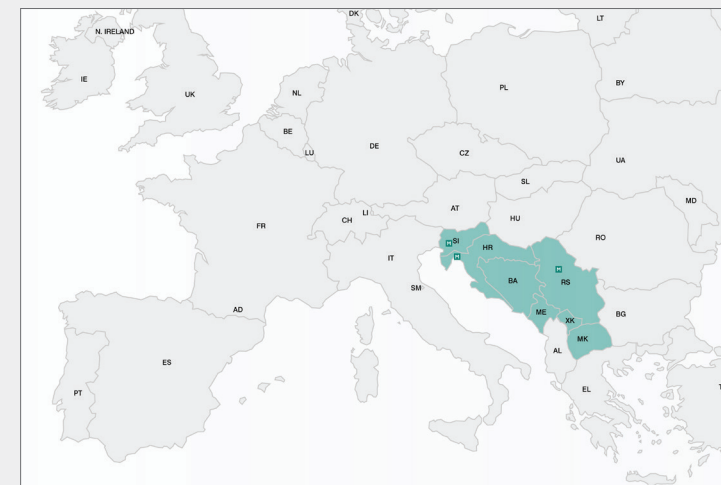 DK
LT
N. IRELAND
IE
UK
NL
PL
BY
BE
DE
LU
CZ
UA
SL
MD
AT
LI
CH
HU
FR
RO
SI
HR
IT
BA
RS
SM
AD
ME
XK
BG
MK
AL
ES
EL
PT
T
H
H
H